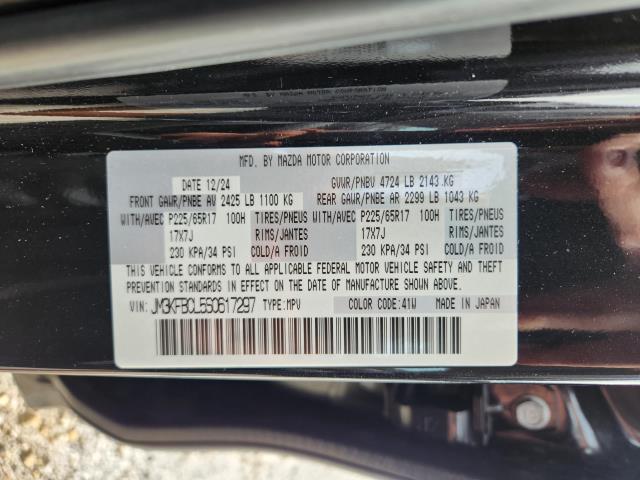 MFD. BY MAZDA MOTOR CORPORATION
DATE 12/24 GVWR/PNBV 4724 LB 2143.KG
FRONT GAWR/PNBE AV 2425 LB 1100 KG REAR GAWR/PNBE AR 2299 LB 1043 KG
WITH/AVEC P225/65R17 100H TIRES/PNEUS WITH/AVEC P225/65R17 100H TIRES/PNEUS
17X7J RIMS/JANTES 17X7J RIMS/JANTES
230 KPA/34 PSI COLD/A FROID 230 KPA/34 PSI COLD/A FROID
THIS VEHICLE CONFORMS TO ALL APPLICABLE FEDERAL MOTOR VEHICLE SAFETY AND THEFT
PREVENTION STANDARDS IN EFFECT ON THE DATE OF MANUFACTURE SHOWN ABOVE.
VIN: JM3KFBCL5S0617297 TYPE:MPV COLOR CODE:41W MADE IN JAPAN